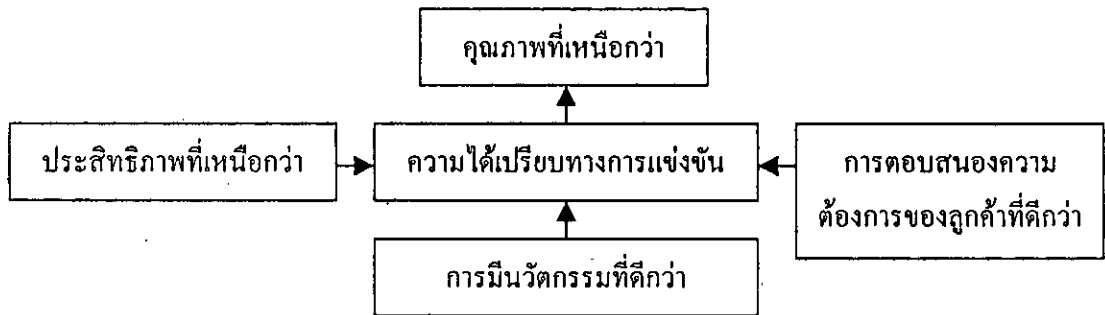 คุณภาพที่เหนือกว่า
ประสิทธิภาพที่เหนือกว่า
ความได้เปรียบทางการแข่งขัน
การตอบสนองความ
ต้องการของลูกค้าที่ดีกว่า
การมีนวัตกรรมที่ดีกว่า